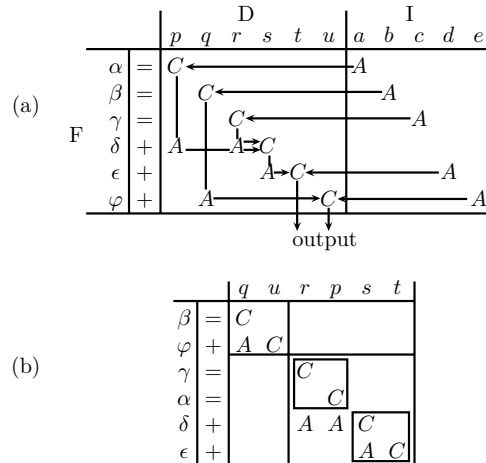 D I
p q r s t u a b c d e
α = C A
β = C A
(a)
γ = C A
F
δ + A A C
ϵ + A C A
φ + A C A
output
q u r p s t
β = C
φ + A C
(b)
γ = C
α = C
δ + A A C
ϵ + A C